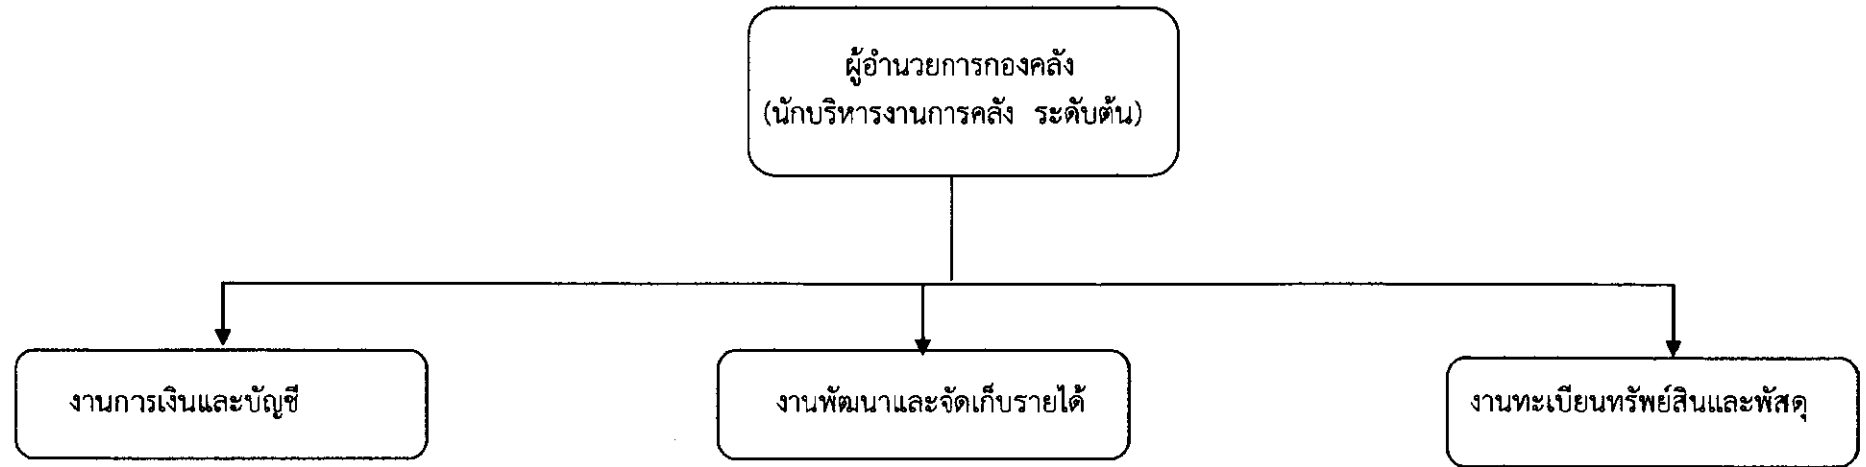 ผู้อำนวยการกองคลัง
(นักบริหารงานการคลัง ระดับต้น)
งานการเงินและบัญชี
งานพัฒนาและจัดเก็บรายได้
งานทะเบียนทรัพย์สินและพัสดุ